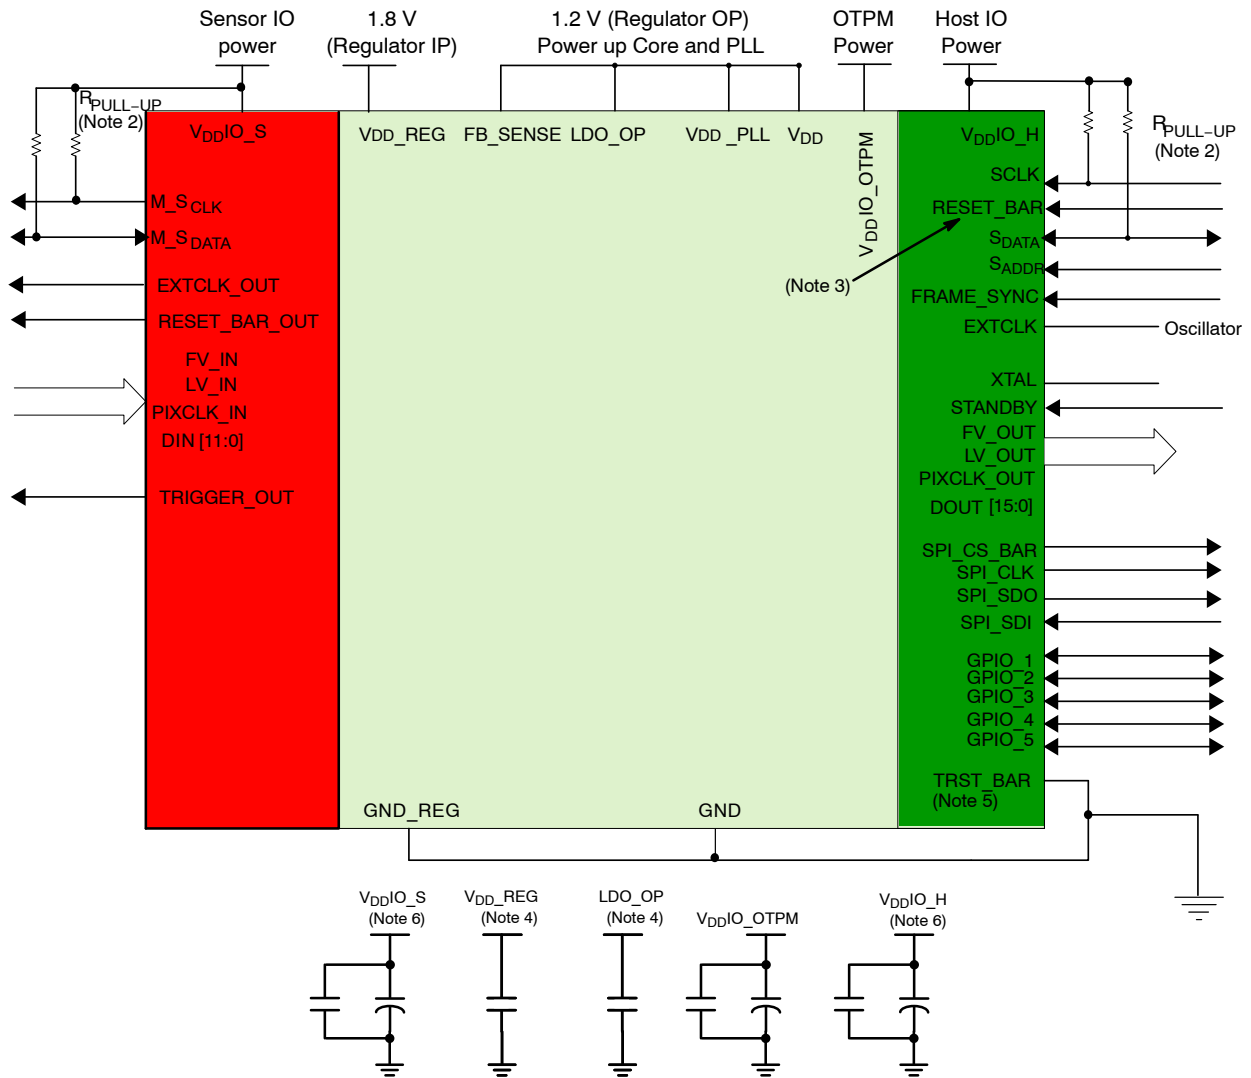 Sensor IO
power
1.8 V
(Regulator IP)
1.2 V (Regulator OP)
Power up Core and PLL
OTPM
Power
Host IO
Power
RPULL–UP
(Note 2)
VDDIO_S
VDD_REG
FB_SENSE
LDO_OP
VDD_PLL
VDD
VDDIO_OTPM
VDDIO_H
RPULL–UP
(Note 2)
M_SCLK
M_SDATA
EXTCLK_OUT
RESET_BAR_OUT
FV_IN
LV_IN
PIXCLK_IN
DIN [11:0]
TRIGGER_OUT
(Note 3)
SCLK
RESET_BAR
SDATA
SADDR
FRAME_SYNC
EXTCLK
Oscillator
XTAL
STANDBY
FV_OUT
LV_OUT
PIXCLK_OUT
DOUT [15:0]
SPI_CS_BAR
SPI_CLK
SPI_SDO
SPI_SDI
GPIO_1
GPIO_2
GPIO_3
GPIO_4
GPIO_5
TRST_BAR
(Note 5)
GND_REG
GND
VDDIO_S
(Note 6)
VDD_REG
(Note 4)
LDO_OP
(Note 4)
VDDIO_OTPM
VDDIO_H
(Note 6)